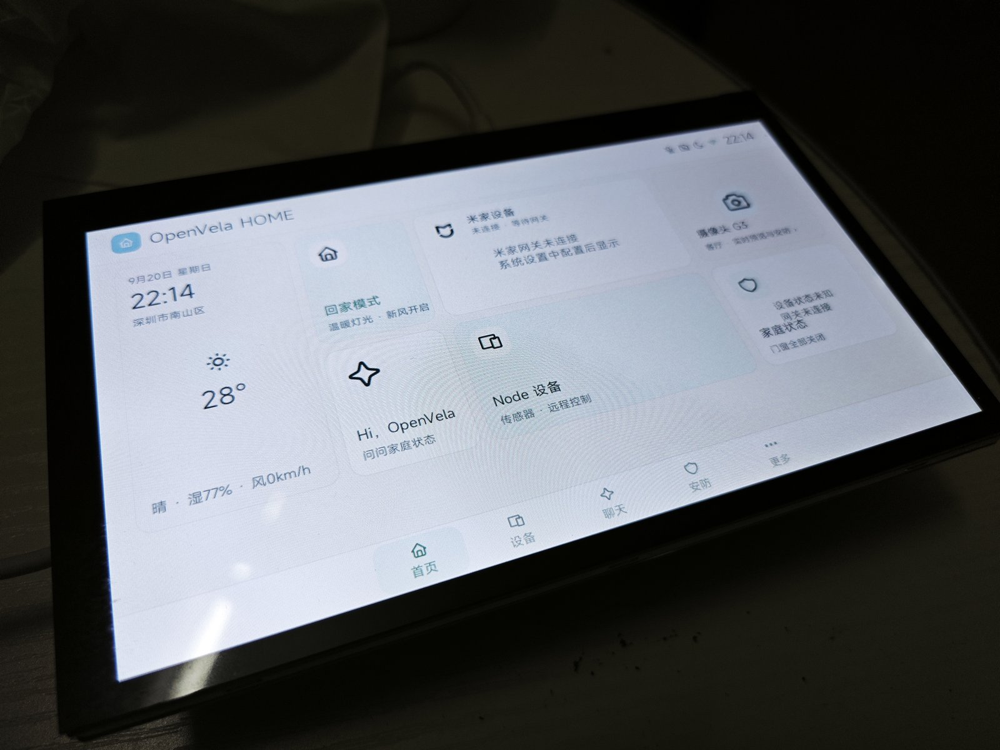 22:14
OpenVela HOME
9月20日 星期日
22:14
深圳市南山区
28°
晴 · 湿77% · 风0km/h
回家模式
温暖灯光 · 新风开启
米家设备
未连接 · 等待网关
米家网关未连接
系统设置中配置后显示
摄像头 G3
客厅 · 实时预览与安防 ·
Hi，OpenVela
问问家庭状态
Node 设备
传感器 · 远程控制
设备状态未知
网关未连接
家庭状态
门窗全部关闭
首页
设备
聊天
安防
更多